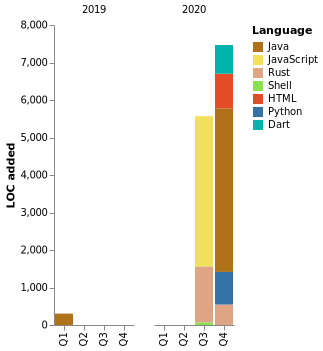 2019
2020
Language
Java
JavaScript
Rust
Shell
HTML
Python
Dart
LOC added
8,000
7,000
6,000
5,000
4,000
3,000
2,000
1,000
0
Q1
Q2
Q3
Q4
Q1
Q2
Q3
Q4